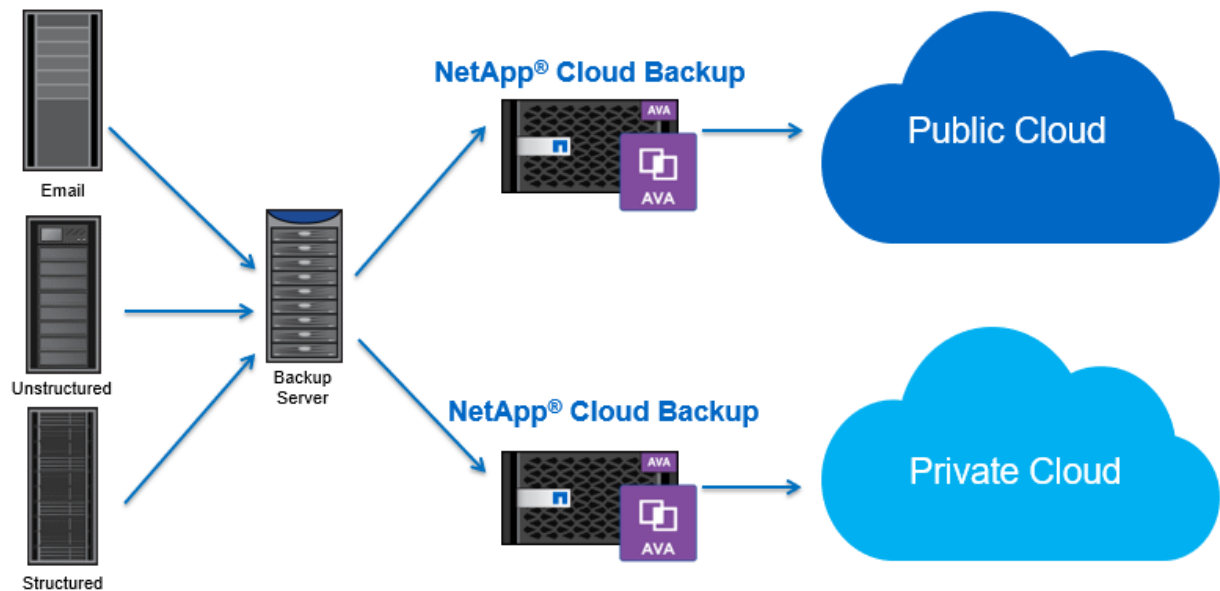 Email
Unstructured
Structured
Backup
Server
NetApp® Cloud Backup
AVA
AVA
Public Cloud
NetApp® Cloud Backup
AVA
AVA
Private Cloud